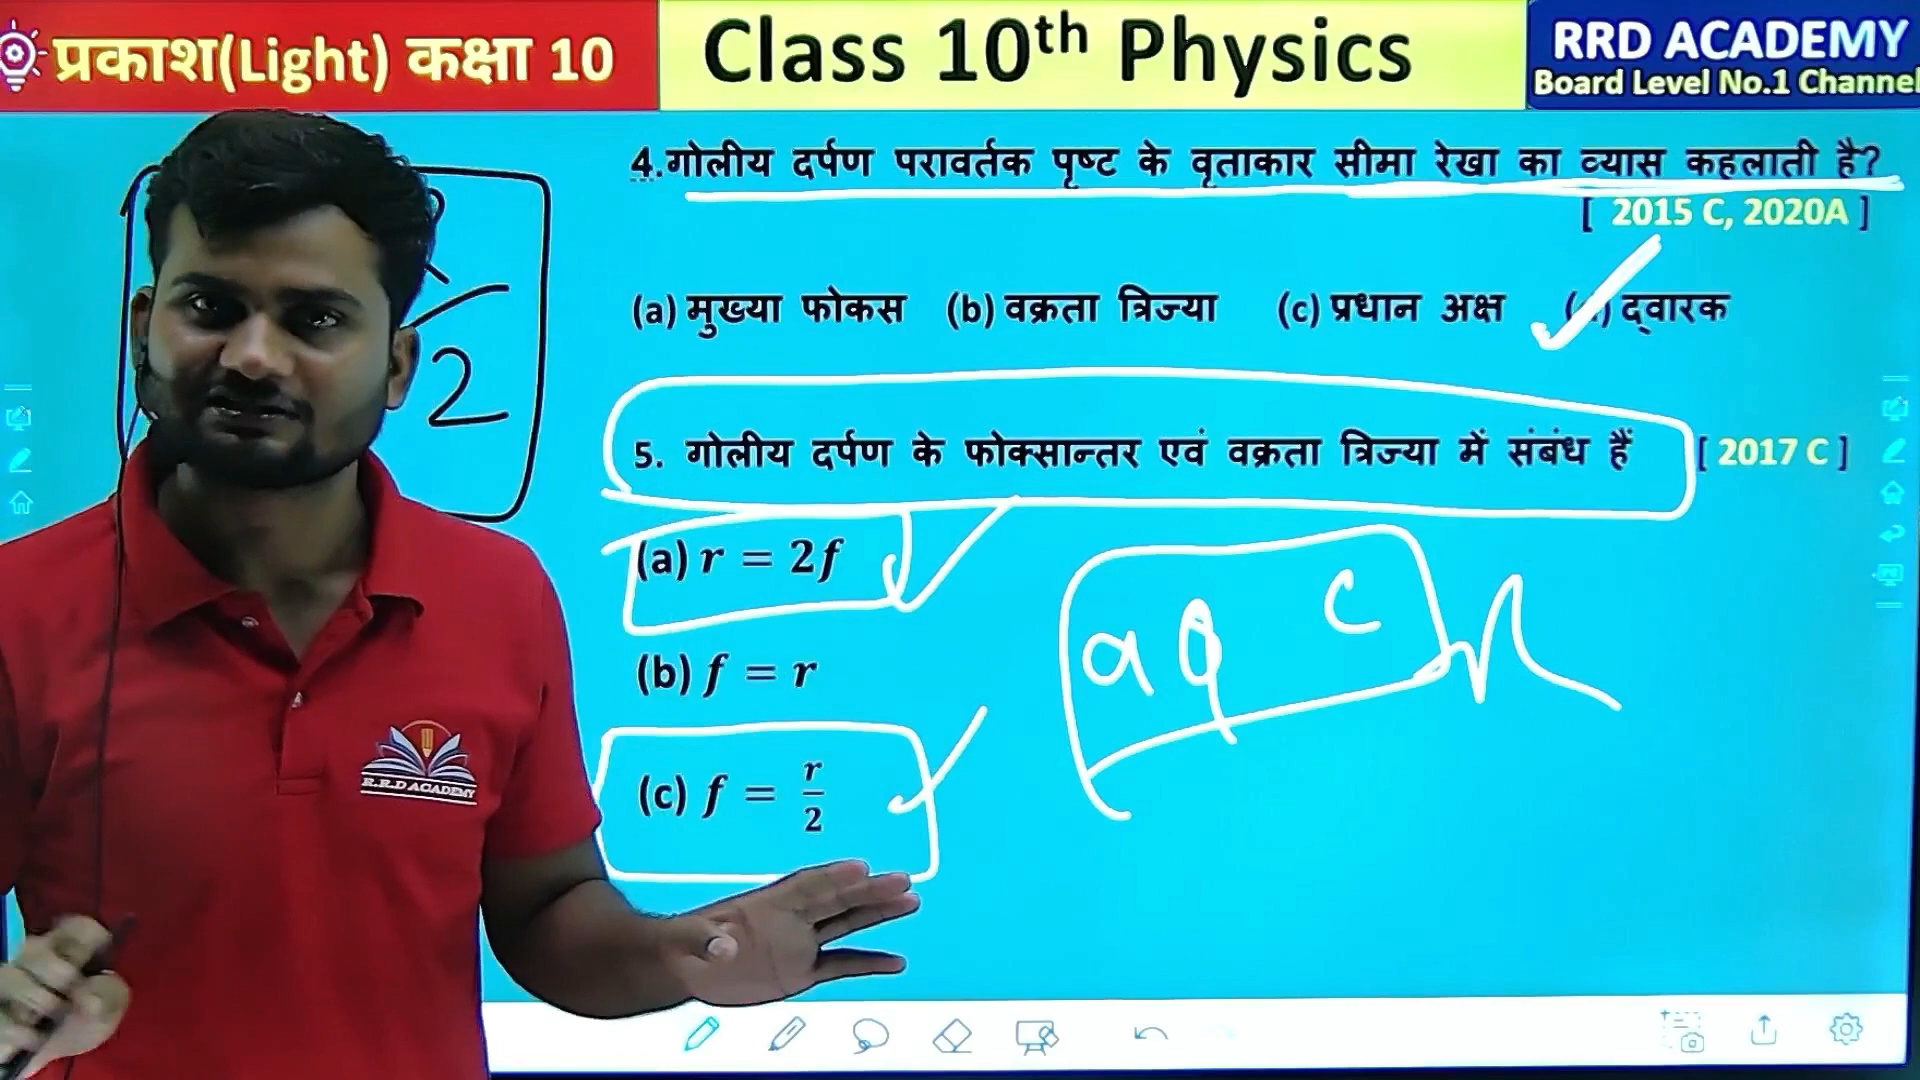 प्रकाश(Light) कक्षा 10
Class 10th Physics
RRD ACADEMY
Board Level No.1 Channel
4.गोलीय दर्पण परावर्तक पृष्ट के वृताकार सीमा रेखा का व्यास कहलाती है?
[ 2015 C, 2020A ]
(a) मुख्या फोकस (b) वक्रता त्रिज्या (c) प्रधान अक्ष द्वारक
2
5. गोलीय दर्पण के फोक्सान्तर एवं वक्रता त्रिज्या में संबंध हैं [ 2017 C ]
(a) r = 2f
(b) f = r
a C
(c) f = r/2
R.R.D ACADEMY